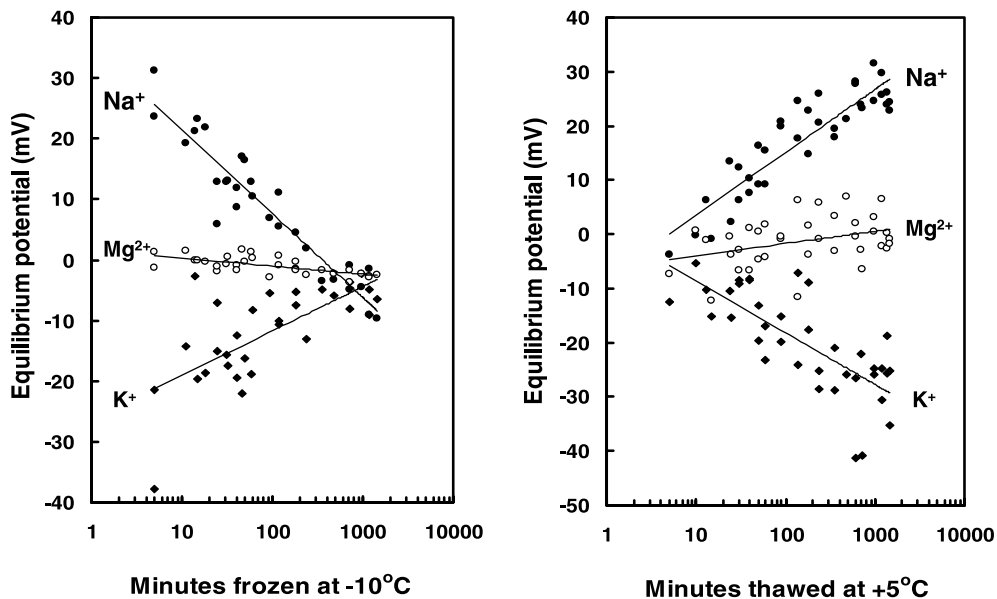 40
30
20
10
0
-10
-20
-30
-40
Equilibrium potential (mV)
Na⁺
Mg²⁺
K⁺
1
10
100
1000
10000
Minutes frozen at -10°C
40
30
20
10
0
-10
-20
-30
-40
-50
Equilibrium potential (mV)
Na⁺
Mg²⁺
K⁺
1
10
100
1000
10000
Minutes thawed at +5°C